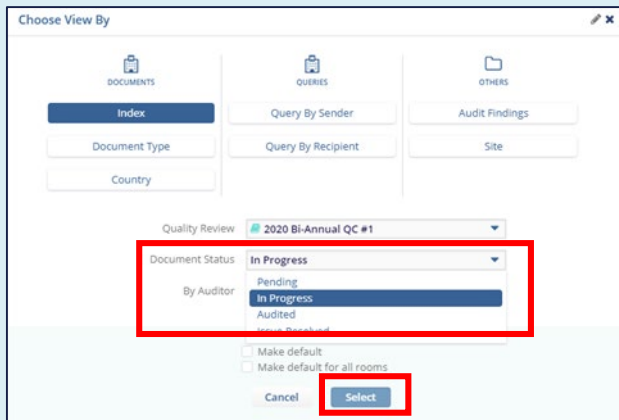 Choose View By
DOCUMENTS QUERIES OTHERS
Index Query By Sender Audit Findings
Document Type Query By Recipient Site
Country
Quality Review 2020 Bi-Annual QC #1
Document Status In Progress
Pending
By Auditor In Progress
Audited
Issue Resolved
Make default
Make default for all rooms
Cancel Select